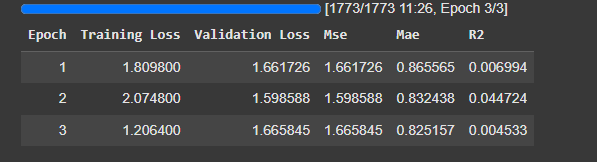 [1773/1773 11:26, Epoch 3/3]
Epoch Training Loss Validation Loss Mse Mae R2
1 1.809800 1.661726 1.661726 0.865565 0.006994
2 2.074800 1.598588 1.598588 0.832438 0.044724
3 1.206400 1.665845 1.665845 0.825157 0.004533